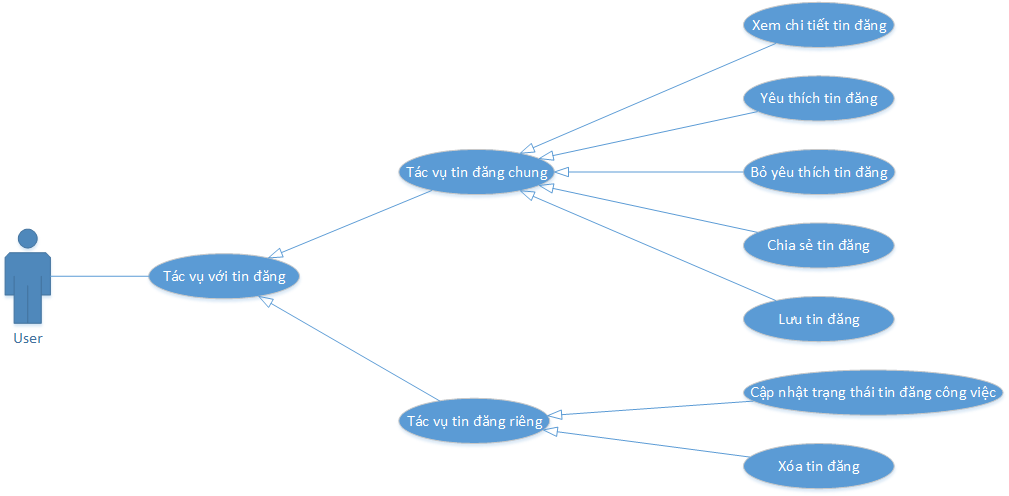 Xem chi tiết tin đăng
Yêu thích tin đăng
Tác vụ tin đăng chung
Bỏ yêu thích tin đăng
Chia sẻ tin đăng
Tác vụ với tin đăng
User
Lưu tin đăng
Cập nhật trạng thái tin đăng công việc
Tác vụ tin đăng riêng
Xóa tin đăng